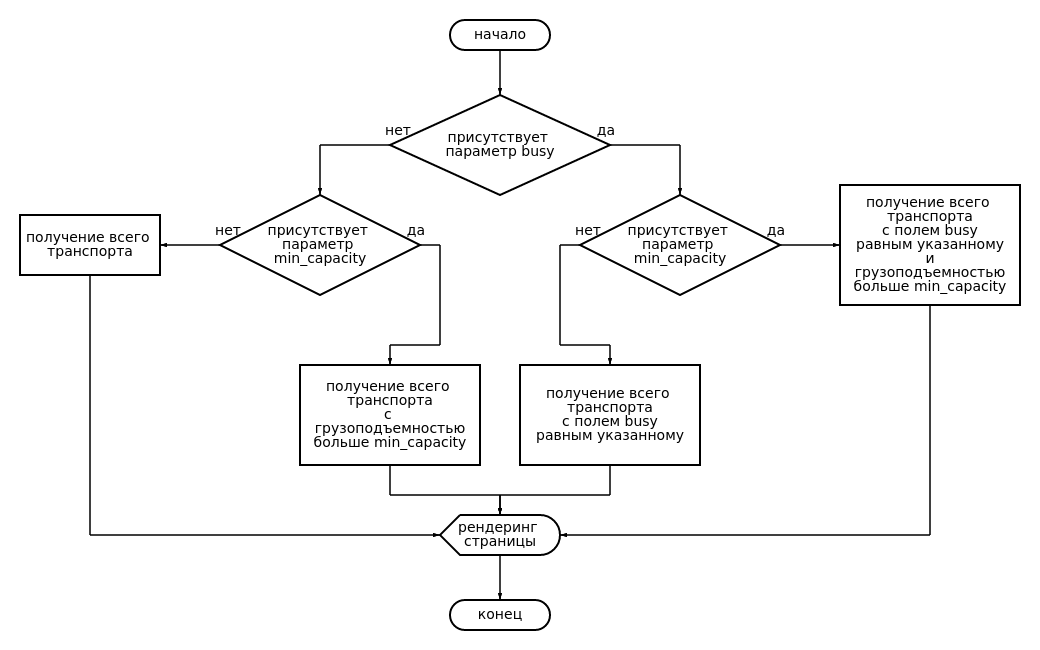 начало
нет
да
присутствует
параметр busy
нет
присутствует
параметр
min_capacity
да
нет
присутствует
параметр
min_capacity
да
получение всего
транспорта
получение всего
транспорта
с полем busy
равным указанному
и
грузоподъемностью
больше min_capacity
получение всего
транспорта
с
грузоподъемностью
больше min_capacity
получение всего
транспорта
с полем busy
равным указанному
рендеринг
страницы
конец